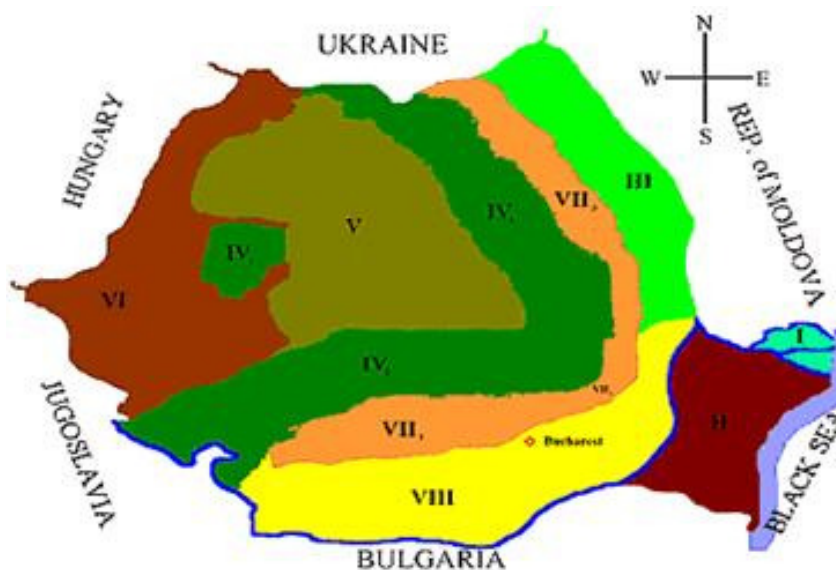 UKRAINE
N
W E
S
HUNGARY
REP. of MOLDOVA
III
VII
IV
V
IV
VI
I
IV
VII
II
VII
Bucharest
JUGOSLAVIA
BLACK SEA
VIII
BULGARIA